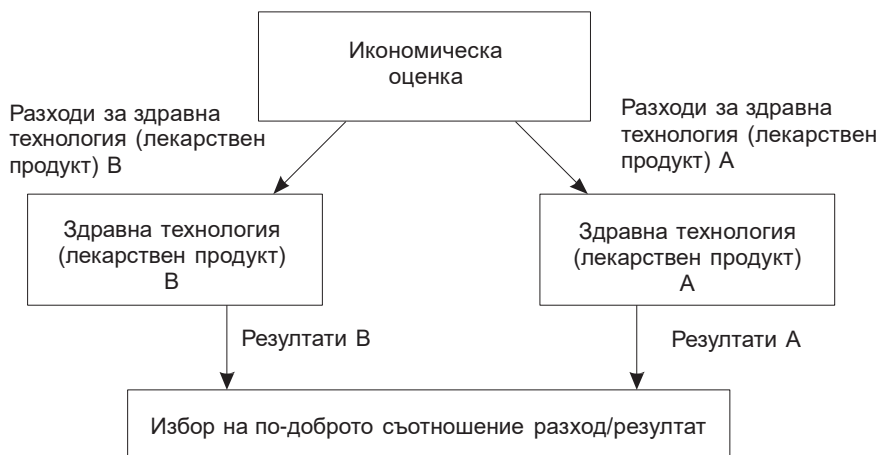 Икономическа
оценка
Разходи за здравна
технология (лекарствен
продукт) B
Разходи за здравна
технология (лекарствен
продукт) A
Здравна технология
(лекарствен продукт)
B
Здравна технология
(лекарствен продукт)
A
Резултати B
Резултати A
Избор на по-доброто съотношение разход/резултат